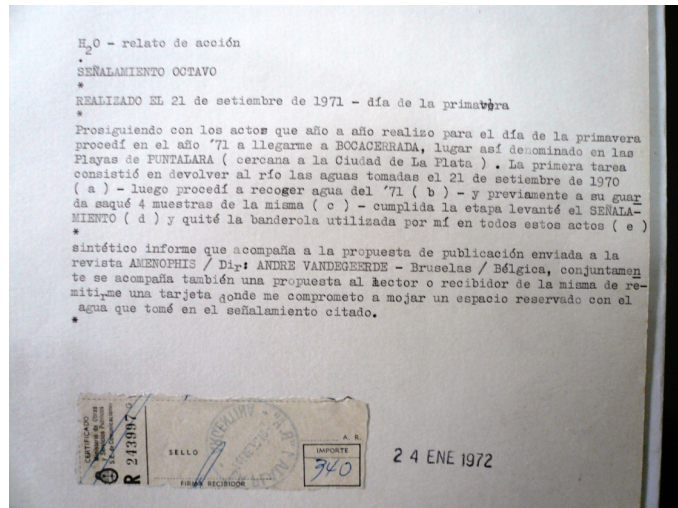 H2O - relato de acción
*
SEÑALAMIENTO OCTAVO
*
REALIZADO EL 21 de setiembre de 1971 - día de la primavera
*
Prosiguiendo con los actos que año a año realizo para el día de la primavera
procedí en el año '71 a llegarme a BOCACERRADA, lugar así denominado en las
Playas de PUNTALARA ( cercana a la Ciudad de La Plata ) . La primera tarea
consistió en devolver al río las aguas tomadas el 21 de setiembre de 1970
( a ) - luego procedí a recoger agua del '71 ( b ) - y previamente a su guar
da saqué 4 muestras de la misma ( c ) - cumplida la etapa levanté el SEÑALA-
MIENTO ( d ) y quité la banderola utilizada por mí en todos estos actos ( e )
*
sintético informe que acompaña a la propuesta de publicación enviada a la
revista AMENOPHIS / Dir: ANDRE VANDEGEERDE - Bruselas / Bélgica, conjuntamen
te se acompaña también una propuesta al lector o recibidor de la misma de re-
mitirme una tarjeta donde me comprometo a mojar un espacio reservado con el
agua que tomé en el señalamiento citado.
*
CERTIFICADO
R 243997
SELLO
FIRMA RECIBIDOR
A. R.
IMPORTE
340
24 ENE 1972